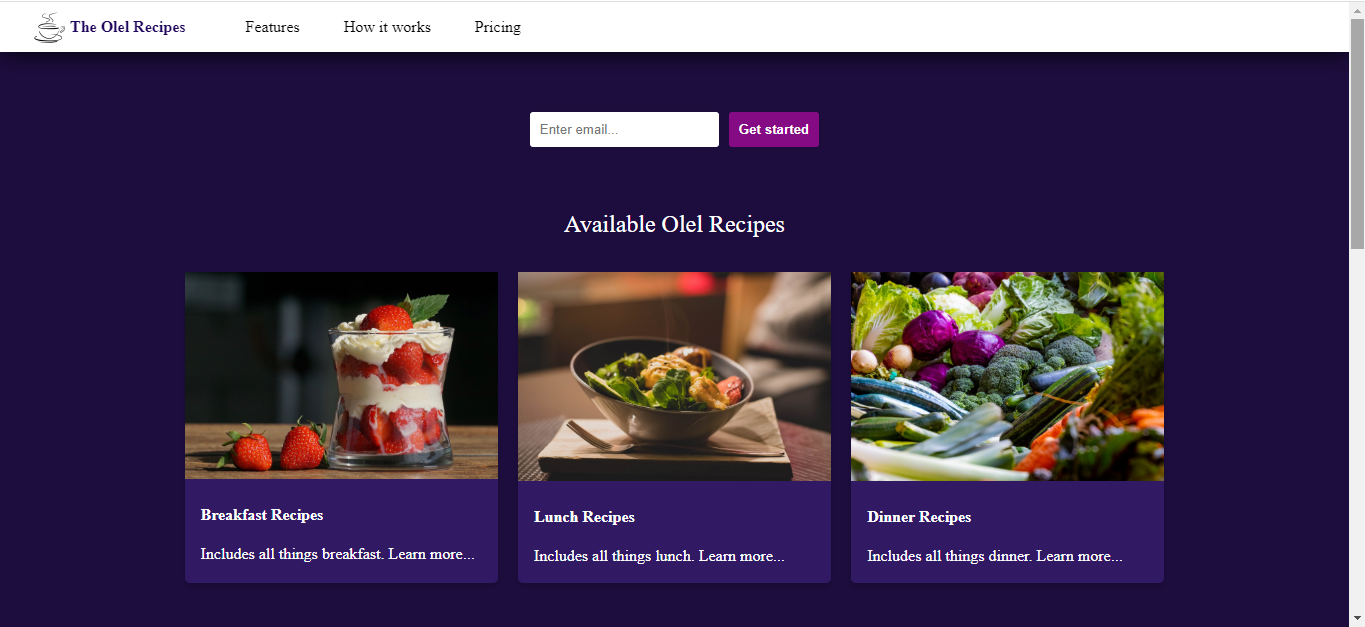 The Olel Recipes Features How it works Pricing
Enter email... Get started
Available Olel Recipes
Breakfast Recipes
Includes all things breakfast. Learn more...
Lunch Recipes
Includes all things lunch. Learn more...
Dinner Recipes
Includes all things dinner. Learn more...